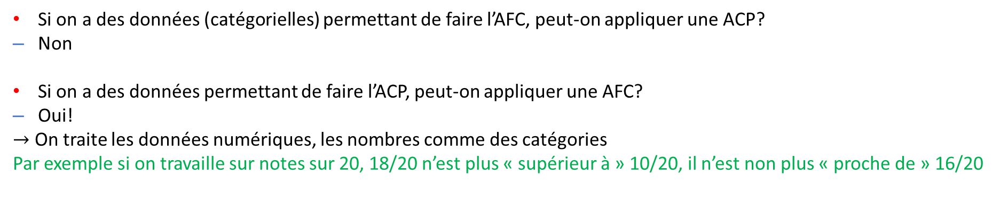 • Si on a des données (catégorielles) permettant de faire l’AFC, peut-on appliquer une ACP?
– Non
• Si on a des données permettant de faire l’ACP, peut-on appliquer une AFC?
– Oui!
→ On traite les données numériques, les nombres comme des catégories
Par exemple si on travaille sur notes sur 20, 18/20 n’est plus « supérieur à » 10/20, il n’est non plus « proche de » 16/20